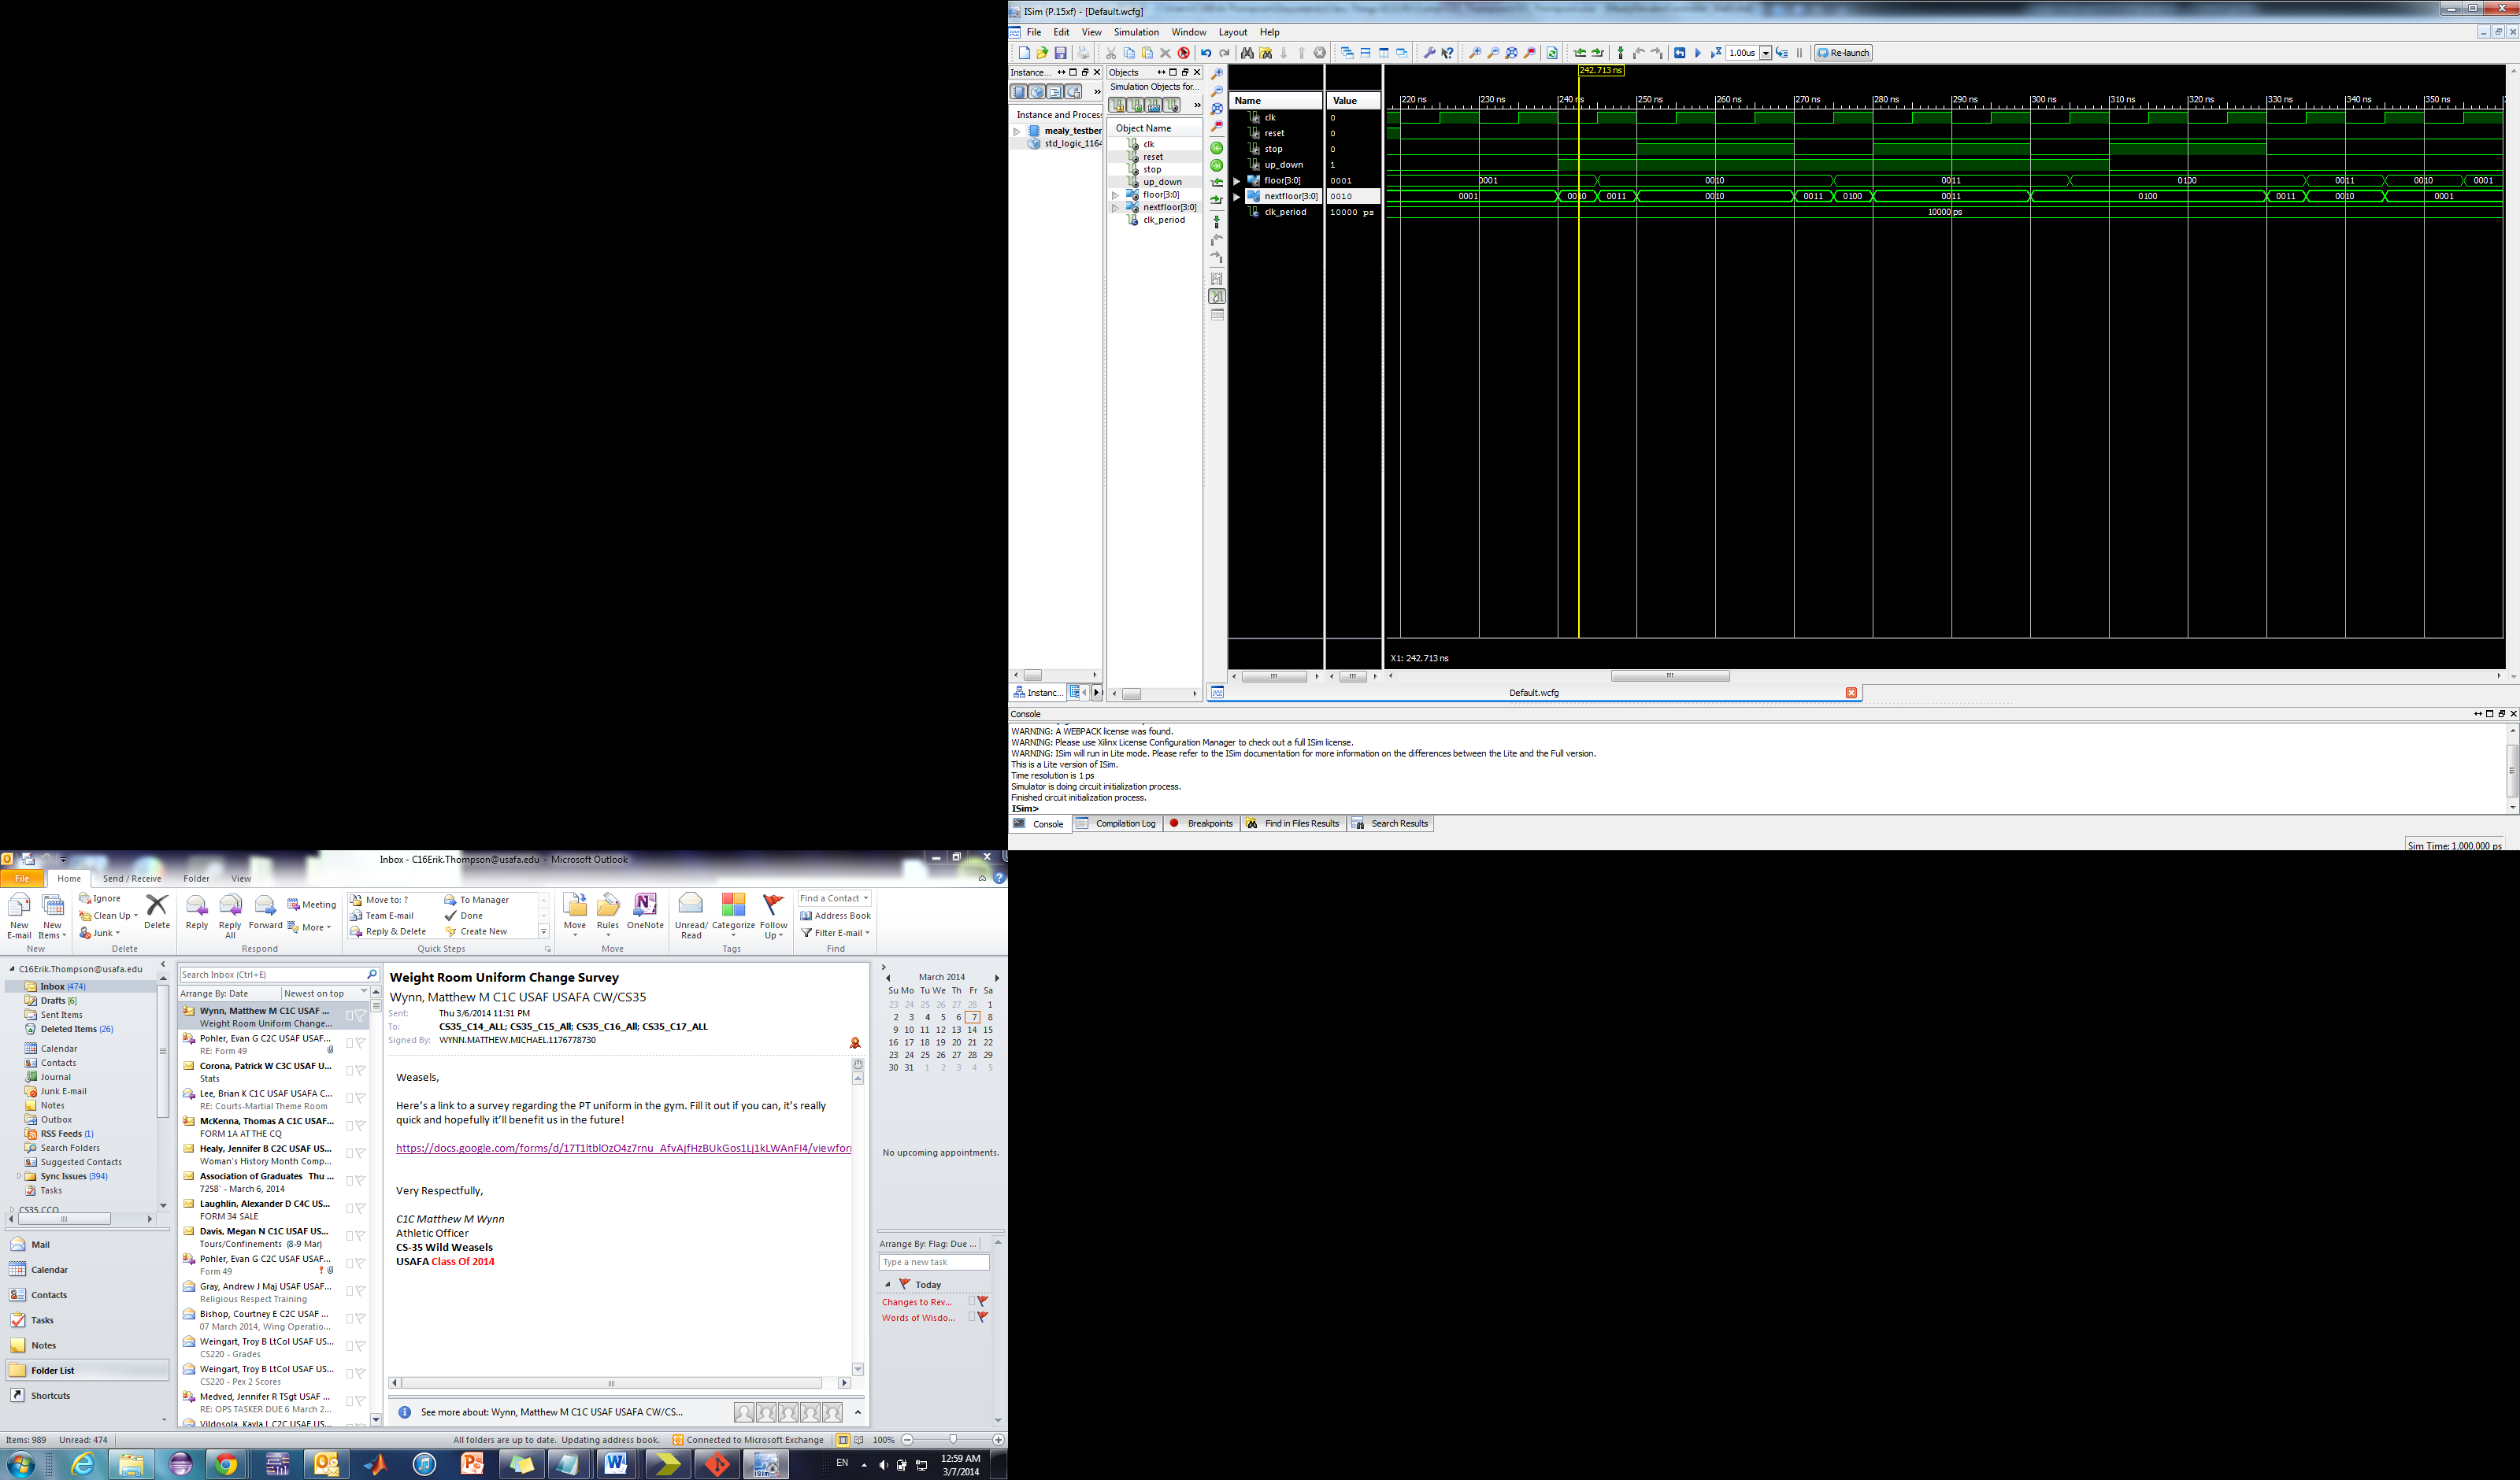 ISim (P.15xf) - [Default.wcfg]
File Edit View Simulation Window Layout Help
1.00us Re-launch
Instance... Objects
Simulation Objects for...
Instance and Process
mealy_testber
std_logic_1164
Object Name
clk
reset
stop
up_down
floor[3:0]
nextfloor[3:0]
clk_period
Name Value
clk 0
reset 0
stop 0
up_down 1
floor[3:0] 0001
nextfloor[3:0] 0010
clk_period 10000 ps
242.713 ns
220 ns 230 ns 240 ns 250 ns 260 ns 270 ns 280 ns 290 ns 300 ns 310 ns 320 ns 330 ns 340 ns 350 ns
0001 0010 0011 0100 0011 0010 0001
0001 0010 0011 0010 0011 0100 0011 0100 0011 0010 0001
10000 ps
X1: 242.713 ns
Instanc...
Default.wcfg
Console
WARNING: A WEBPACK license was found.
WARNING: Please use Xilinx License Configuration Manager to check out a full ISim license.
WARNING: ISim will run in Lite mode. Please refer to the ISim documentation for more information on the differences between the Lite and the Full version.
This is a Lite version of ISim.
Time resolution is 1 ps
Simulator is doing circuit initialization process.
Finished circuit initialization process.
ISim>
Console Compilation Log Breakpoints Find in Files Results Search Results
Sim Time: 1,000,000 ps
Inbox - C16Erik.Thompson@usafa.edu - Microsoft Outlook
File Home Send / Receive Folder View
New E-mail New Items
New
Ignore
Clean Up
Junk
Delete
Delete
Reply Reply All Forward
Meeting
More
Respond
Move to: ? To Manager
Team E-mail Done
Reply & Delete Create New
Quick Steps
Move Rules OneNote
Move
Unread/ Read Categorize Follow Up
Tags
Find a Contact
Address Book
Filter E-mail
Find
C16Erik.Thompson@usafa.edu
Inbox (474)
Drafts [6]
Sent Items
Deleted Items (26)
Calendar
Contacts
Journal
Junk E-mail
Notes
Outbox
RSS Feeds (1)
Search Folders
Suggested Contacts
Sync Issues (394)
Tasks
CS35.CCQ
Mail
Calendar
Contacts
Tasks
Notes
Folder List
Shortcuts
Search Inbox (Ctrl+E)
Arrange By: Date Newest on top
Wynn, Matthew M C1C USAF ...
Weight Room Uniform Change...
Pohler, Evan G C2C USAF USAF...
RE: Form 49
Corona, Patrick W C3C USAF U...
Stats
Lee, Brian K C1C USAF USAFA C...
RE: Courts-Martial Theme Room
McKenna, Thomas A C1C USAF...
FORM 1A AT THE CQ
Healy, Jennifer B C2C USAF US...
Woman's History Month Comp...
Association of Graduates Thu ...
7258` - March 6, 2014
Laughlin, Alexander D C4C US...
FORM 34 SALE
Davis, Megan N C1C USAF US...
Tours/Confinements (8-9 Mar)
Pohler, Evan G C2C USAF USAF...
Form 49
Gray, Andrew J Maj USAF USAF...
Religious Respect Training
Bishop, Courtney E C2C USAF ...
07 March 2014, Wing Operatio...
Weingart, Troy B LtCol USAF US...
CS220 - Grades
Weingart, Troy B LtCol USAF US...
CS220 - Pex 2 Scores
Medved, Jennifer R TSgt USAF ...
RE: OPS TASKER DUE 6 March 2...
Vildosola, Kayla L C2C USAF US...
Weight Room Uniform Change Survey
Wynn, Matthew M C1C USAF USAFA CW/CS35
Sent: Thu 3/6/2014 11:31 PM
To: CS35_C14_ALL; CS35_C15_All; CS35_C16_All; CS35_C17_ALL
Signed By: WYNN.MATTHEW.MICHAEL.1176778730
Weasels,
Here's a link to a survey regarding the PT uniform in the gym. Fill it out if you can, it's really
quick and hopefully it'll benefit us in the future!
Very Respectfully,
C1C Matthew M Wynn
Athletic Officer
CS-35 Wild Weasels
USAFA Class Of 2014
See more about: Wynn, Matthew M C1C USAF USAFA CW/CS...
March 2014
Su Mo Tu We Th Fr Sa
23 24 25 26 27 28 1
2 3 4 5 6 7 8
9 10 11 12 13 14 15
16 17 18 19 20 21 22
23 24 25 26 27 28 29
30 31 1 2 3 4 5
No upcoming appointments.
Arrange By: Flag: Due ...
Type a new task
Today
Changes to Rev...
Words of Wisdo...
Items: 989 Unread: 474
All folders are up to date. Updating address book. Connected to Microsoft Exchange 100%
EN
12:59 AM
3/7/2014